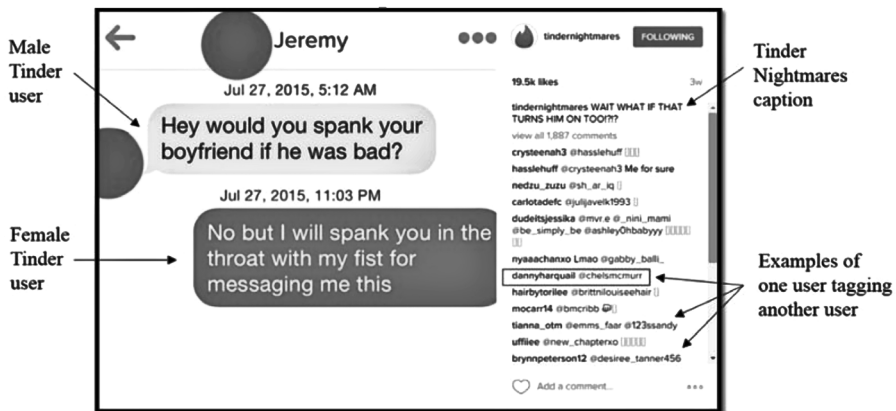 Male
Tinder
user
Female
Tinder
user
Jeremy
Jul 27, 2015, 5:12 AM
Hey would you spank your
boyfriend if he was bad?
Jul 27, 2015, 11:03 PM
No but I will spank you in the
throat with my fist for
messaging me this
tindernightmares FOLLOWING
19.5k likes 3w
tindernightmares WAIT WHAT IF THAT
TURNS HIM ON TOO!?!?
view all 1,887 comments
crysteenah3 @hasslehuff
hasslehuff @crysteenah3 Me for sure
nedzu_zuzu @sh_ar_iq
carlotadefc @julijavelk1993
dudeitsjessika @mvr.e @_nini_mami
@be_simply_be @ashley0hbabyyy
nyaaachanxo Lmao @gabby_balli_
dannyharquail @chelsmcmurr
hairbytorilee @brittnilouiseehair
mocarr14 @bmcribb
tianna_otm @emms_faar @123ssandy
uffiiee @new_chapterxo
brynnpeterson12 @desiree_tanner456
Add a comment...
Tinder
Nightmares
caption
Examples of
one user tagging
another user